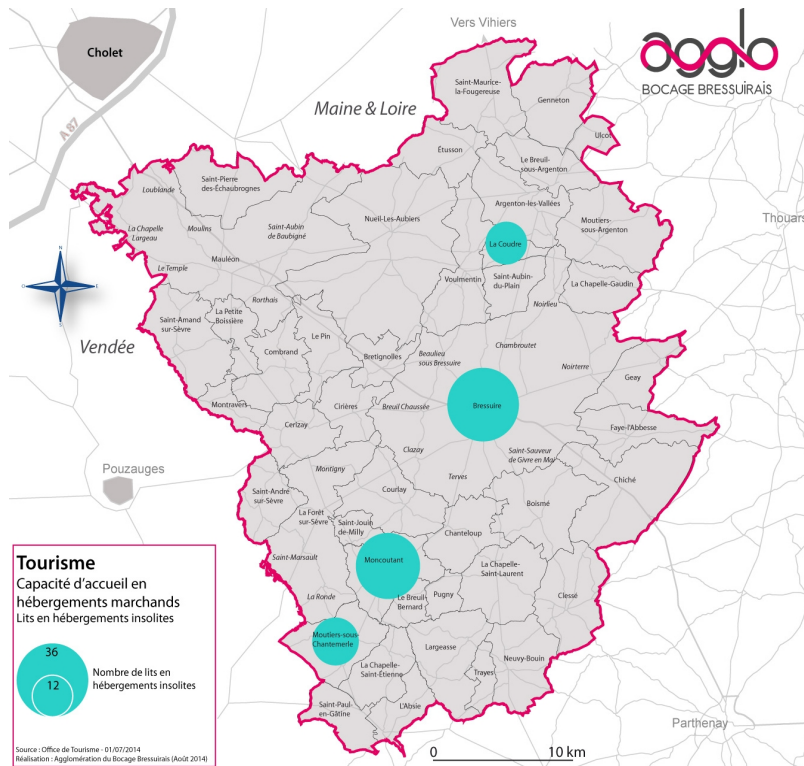 Vers Vihiers
Cholet
agglo
BOCAGE BRESSUIRAIS
A 87
Maine & Loire
Saint-Maurice-
la-Fougereuse
Genneton
Ulcot
Étusson
Le Breuil-
sous-Argenton
Saint-Pierre
des-Échaubrognes
Loublande
Argenton-les-Vallées
Thouars
La Chapelle
Largeau
Moulins
Saint-Aubin
de Baubigné
Nueil-Les-Aubiers
Moutiers-
sous-Argenton
La Coudre
Mauléon
Le Temple
Voulmentin
Saint-Aubin-
du-Plain
La Chapelle-Gaudin
N
O
E
S
Rorthais
Noirlieu
Saint-Amand
sur-Sèvre
La Petite
Boissière
Le Pin
Vendée
Combrand
Bretignolles
Beaulieu
sous Bressuire
Chambroutet
Noirterre
Geay
Montravers
Cirières
Breuil Chaussée
Bressuire
Cerizay
Faye-l'Abbesse
Clazay
Saint-Sauveur
de Givre en Mai
Pouzauges
Montigny
Terves
Chiché
Saint-André
sur-Sèvre
Courlay
Boismé
La Forêt
sur-Sèvre
Saint-Jouin
de-Milly
Chanteloup
Saint-Marsault
Moncoutant
La Chapelle-
Saint-Laurent
La Ronde
Le Breuil-
Bernard
Pugny
Clessé
Moutiers-sous-
Chantemerle
Largeasse
Neuvy-Bouin
La Chapelle-
Saint-Étienne
Trayes
Saint-Paul-
en-Gâtine
L'Absie
Parthenay
Tourisme
Capacité d'accueil en
hébergements marchands
Lits en hébergements insolites
36
12
Nombre de lits en
hébergements insolites
Source : Office de Tourisme - 01/07/2014
Réalisation : Agglomération du Bocage Bressuirais (Août 2014)
0 10 km